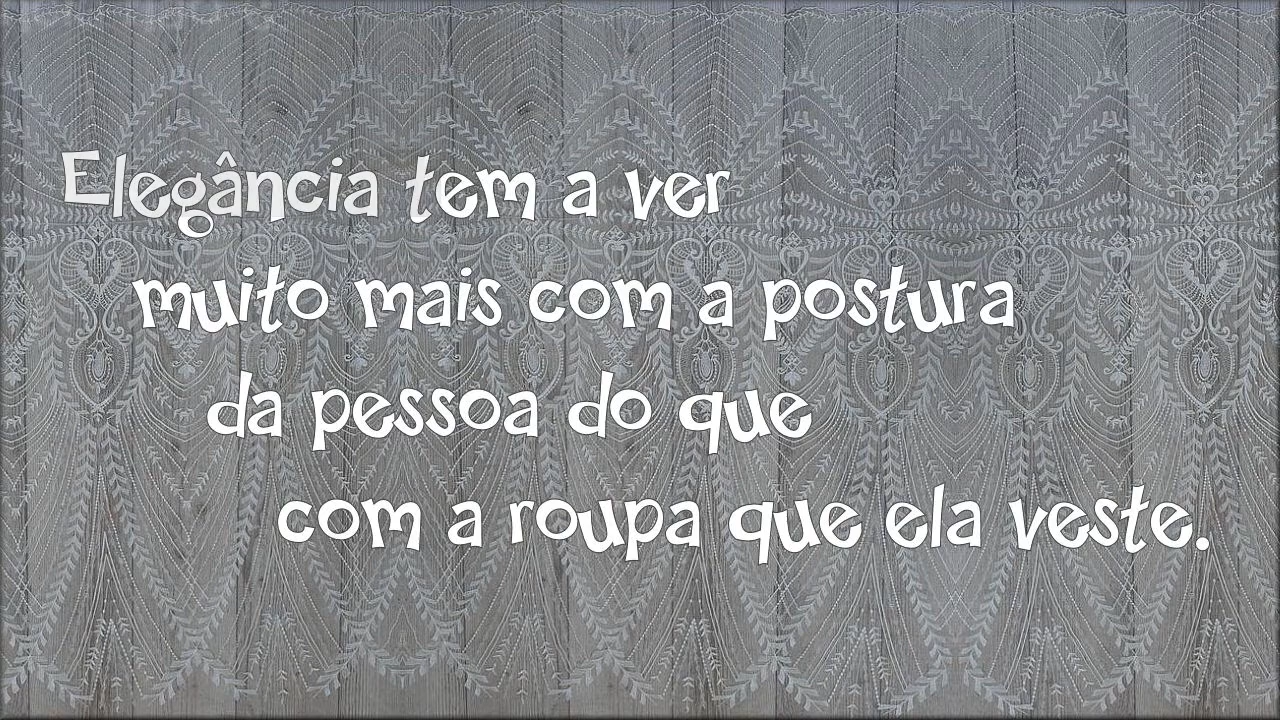 Elegância tem a ver
muito mais com a postura
da pessoa do que
com a roupa que ela veste.